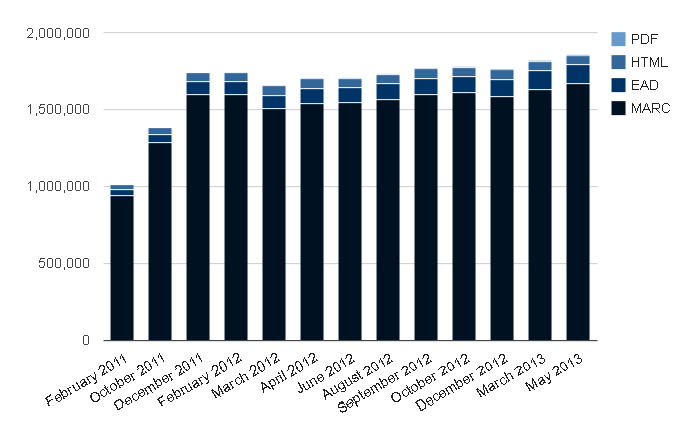 2,000,000
1,500,000
1,000,000
500,000
0
PDF
HTML
EAD
MARC
February 2011
October 2011
December 2011
February 2012
March 2012
April 2012
June 2012
August 2012
September 2012
October 2012
December 2012
March 2013
May 2013